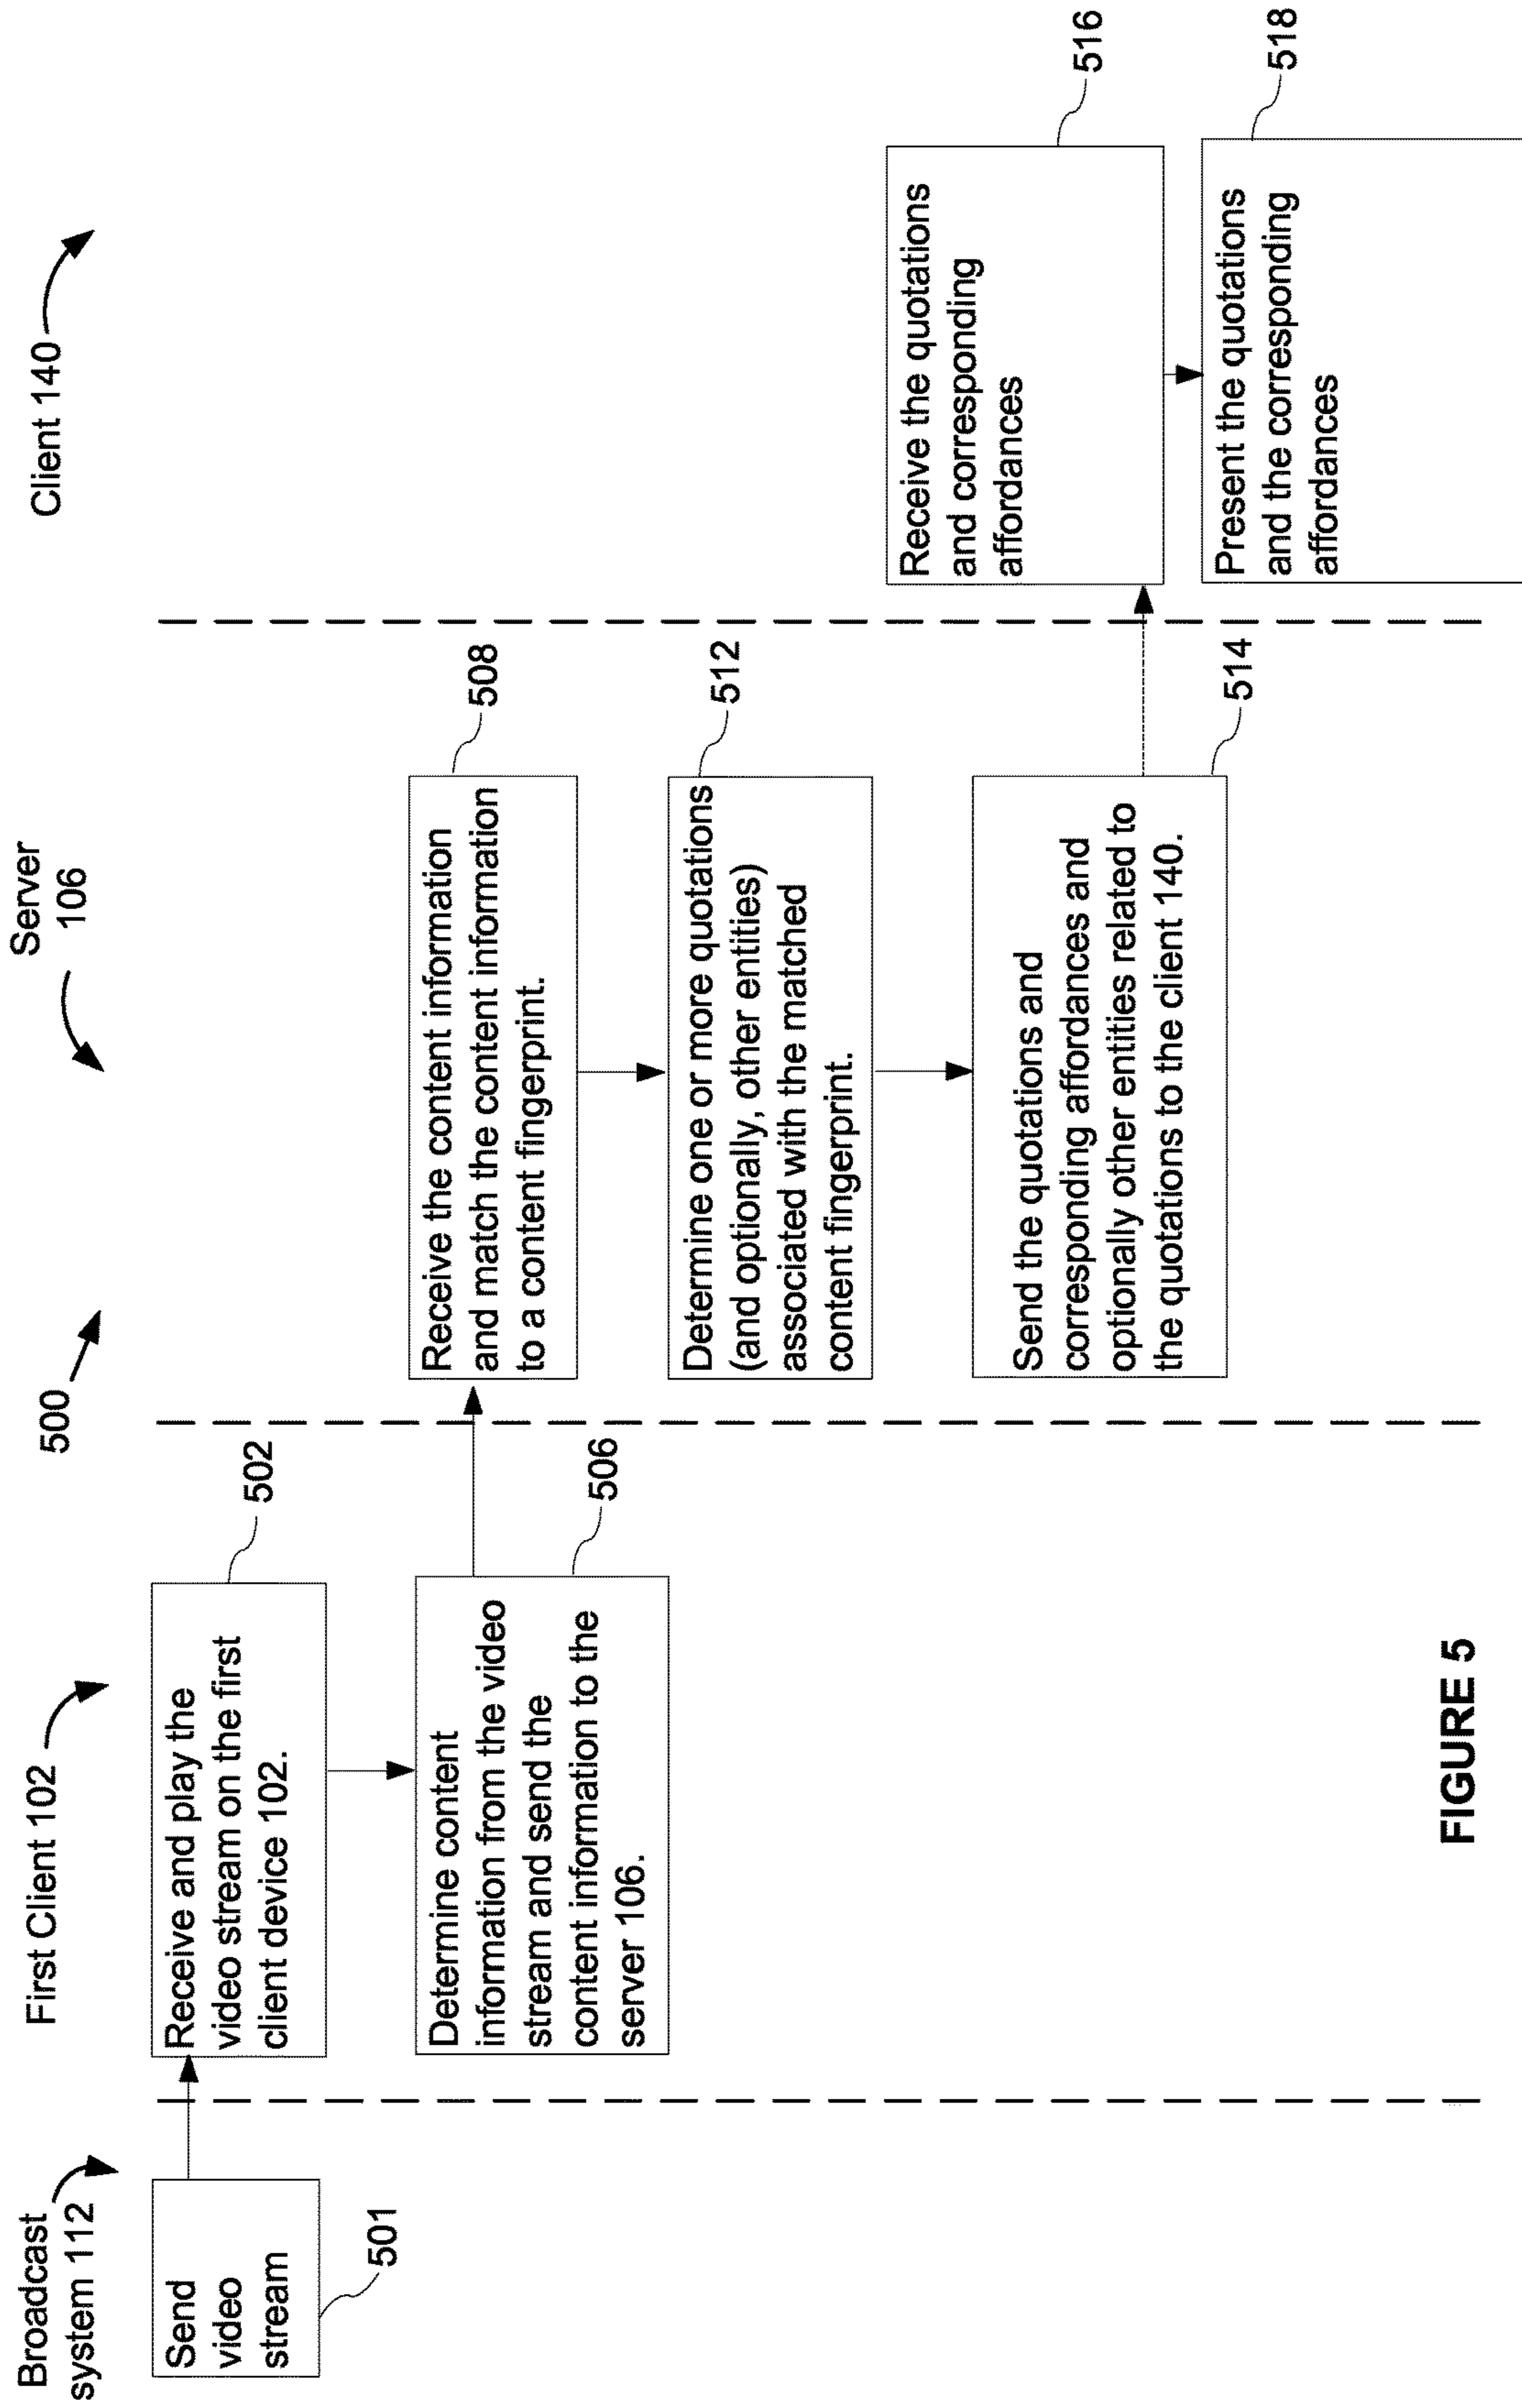 500
Broadcast
system 112
First Client 102
Server
106
Client 140
Send
video
stream
501
Receive and play the
video stream on the first
client device 102.
502
Determine content
information from the video
stream and send the
content information to the
server 106.
506
Receive the content information
and match the content information
to a content fingerprint.
508
Determine one or more quotations
(and optionally, other entities)
associated with the matched
content fingerprint.
512
Send the quotations and
corresponding affordances and
optionally other entities related to
the quotations to the client 140.
514
Receive the quotations
and corresponding
affordances
516
Present the quotations
and the corresponding
affordances
518
FIGURE 5